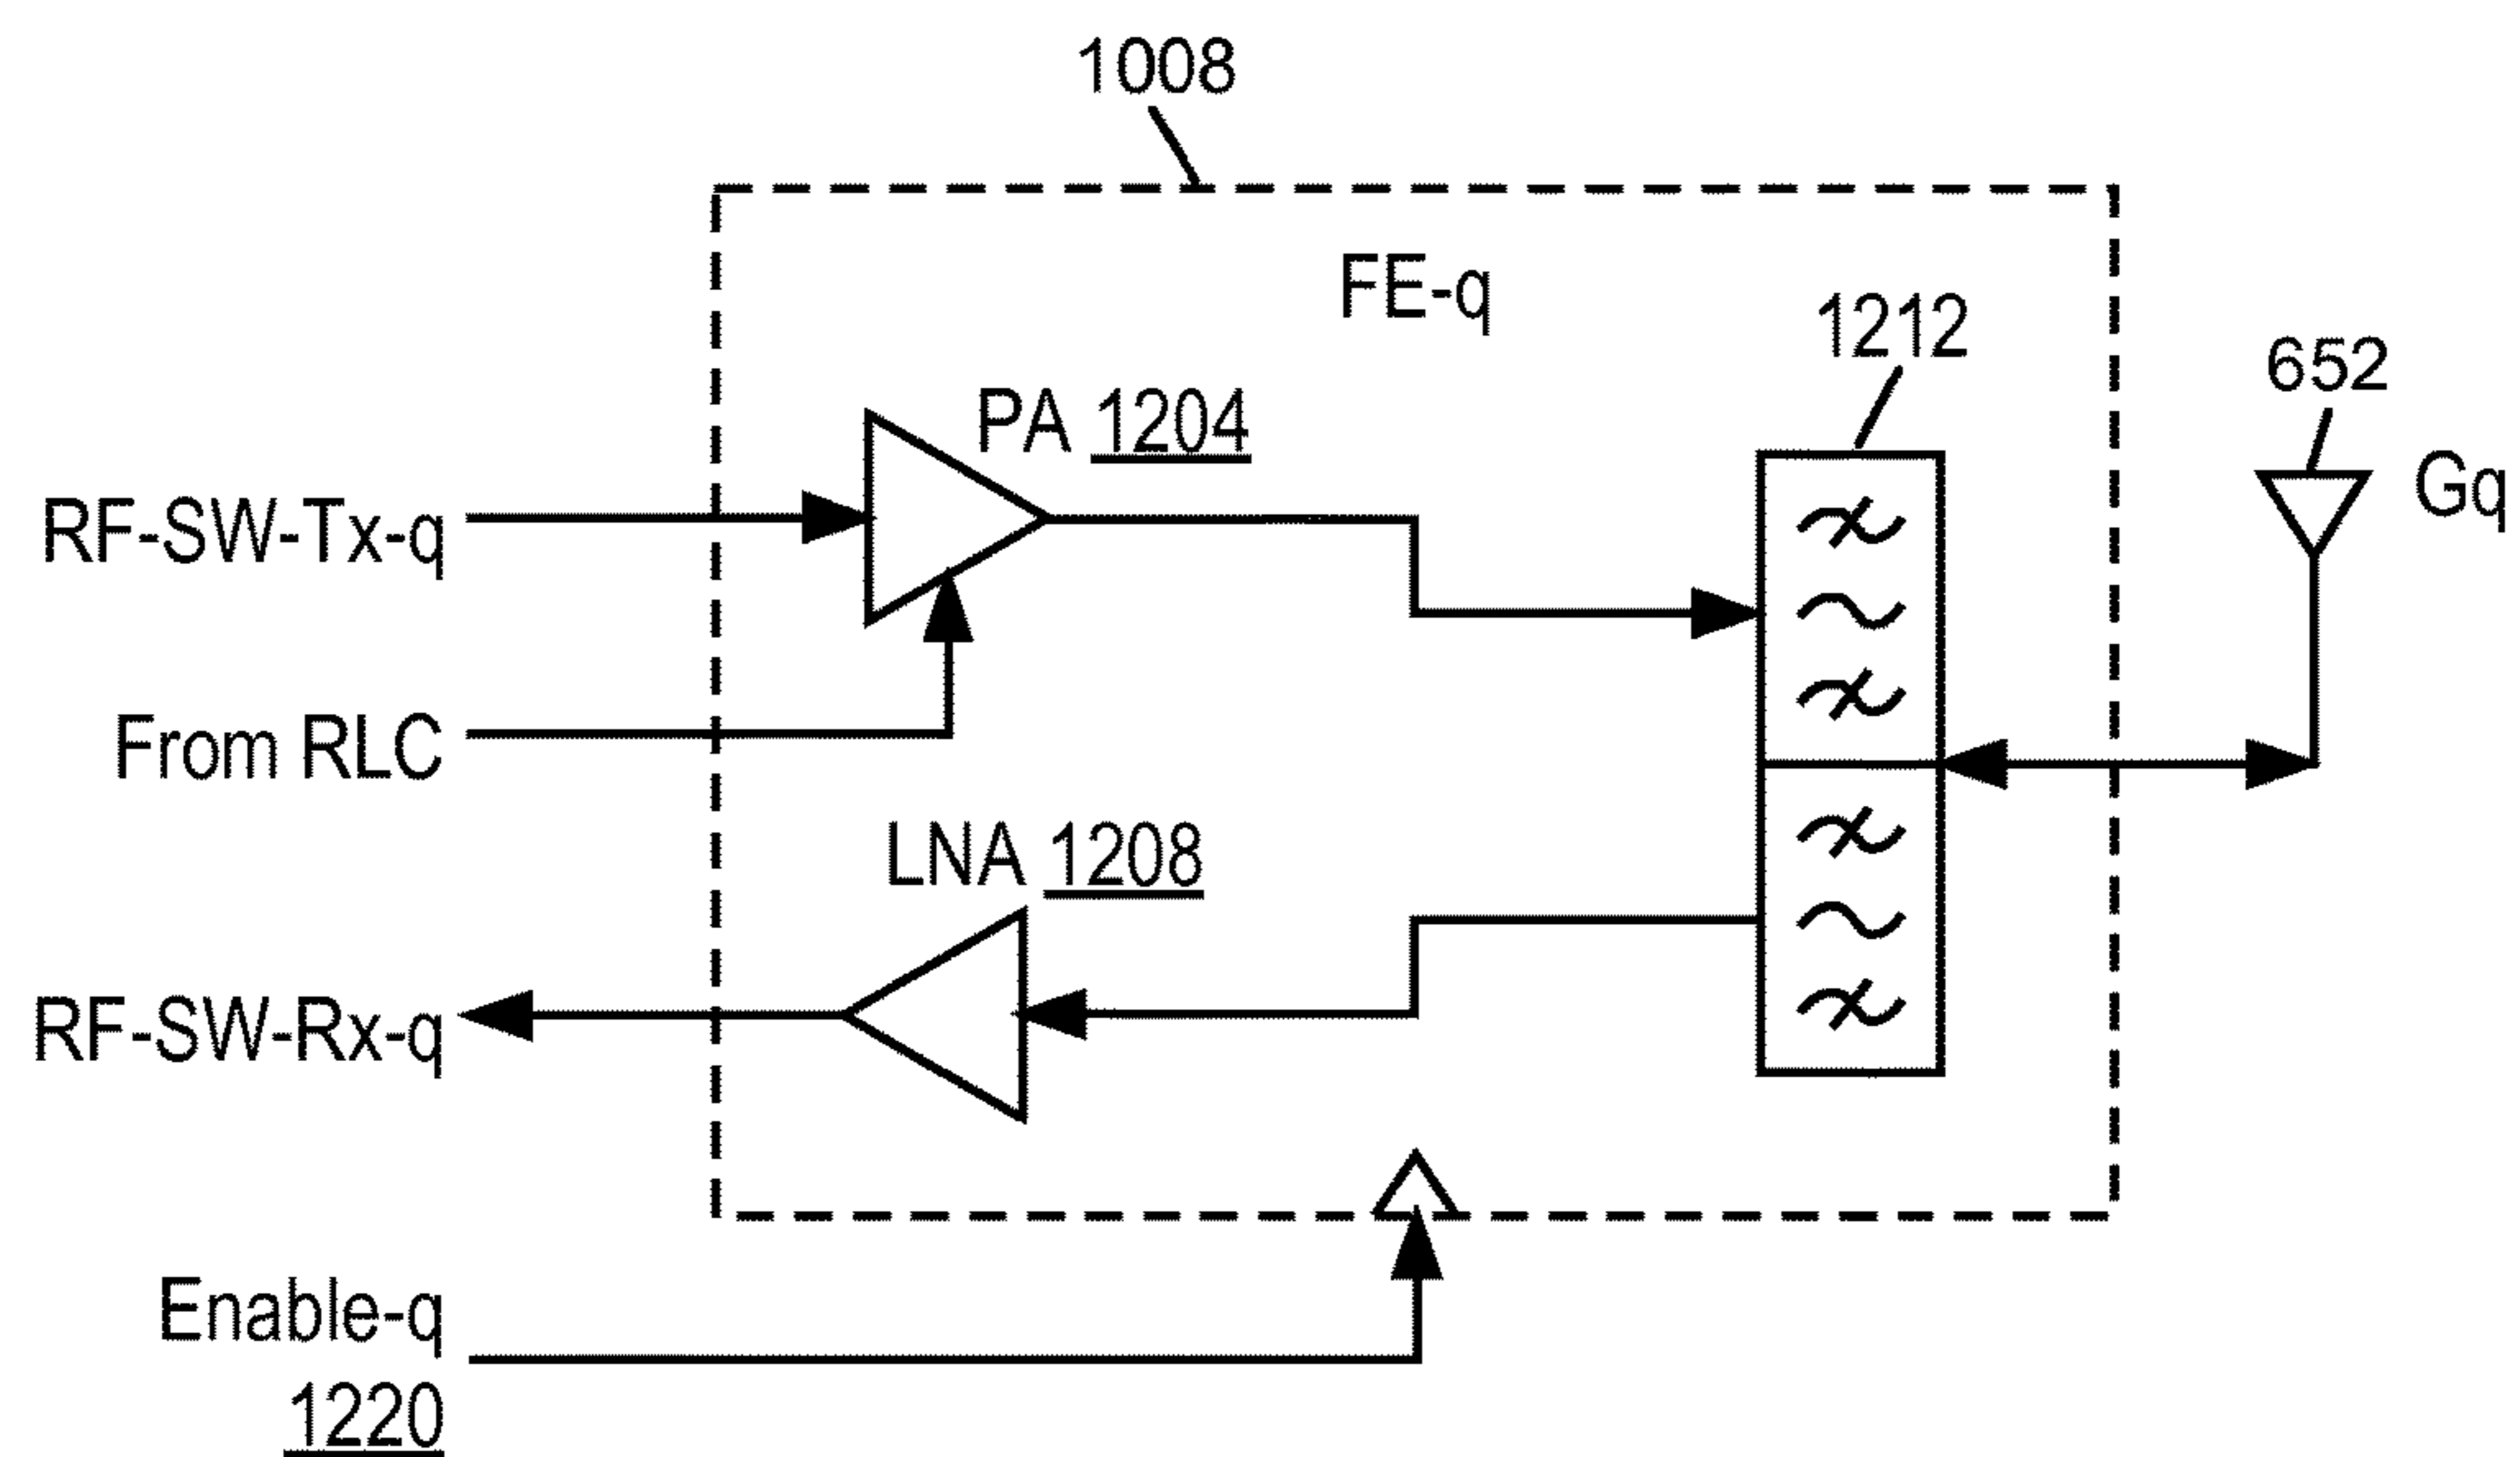 1008
FE-q
1212
652
PA 1204
Gq
RF-SW-Tx-q
From RLC
LNA 1208
RF-SW-Rx-q
Enable-q
1220